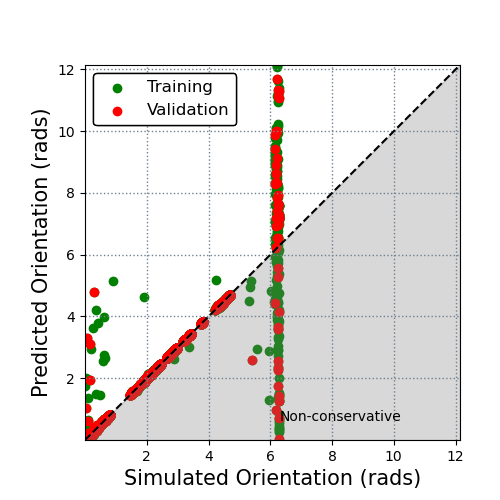 12
10
8
6
4
2
Predicted Orientation (rads)
Training
Validation
Non-conservative
2
4
6
8
10
12
Simulated Orientation (rads)